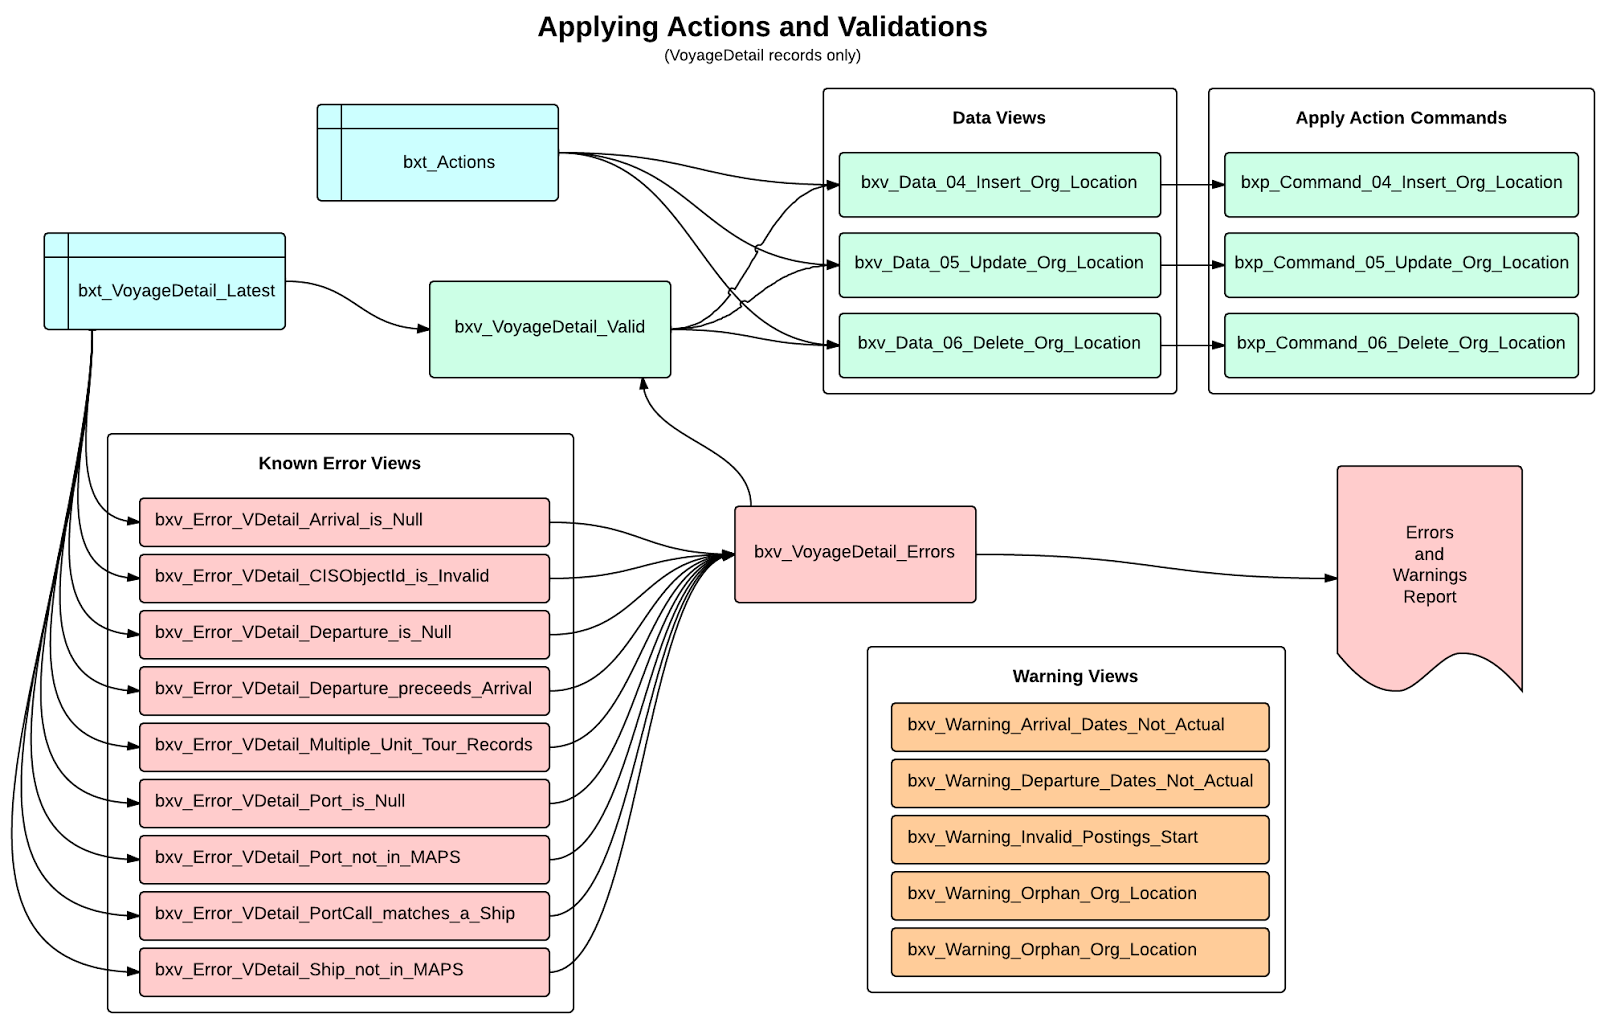 Applying Actions and Validations
(VoyageDetail records only)
bxt_Actions
bxt_VoyageDetail_Latest
bxv_VoyageDetail_Valid
Data Views
bxv_Data_04_Insert_Org_Location
bxv_Data_05_Update_Org_Location
bxv_Data_06_Delete_Org_Location
Apply Action Commands
bxp_Command_04_Insert_Org_Location
bxp_Command_05_Update_Org_Location
bxp_Command_06_Delete_Org_Location
Known Error Views
bxv_Error_VDetail_Arrival_is_Null
bxv_Error_VDetail_CISObjectId_is_Invalid
bxv_Error_VDetail_Departure_is_Null
bxv_Error_VDetail_Departure_preceeds_Arrival
bxv_Error_VDetail_Multiple_Unit_Tour_Records
bxv_Error_VDetail_Port_is_Null
bxv_Error_VDetail_Port_not_in_MAPS
bxv_Error_VDetail_PortCall_matches_a_Ship
bxv_Error_VDetail_Ship_not_in_MAPS
bxv_VoyageDetail_Errors
Errors
and
Warnings
Report
Warning Views
bxv_Warning_Arrival_Dates_Not_Actual
bxv_Warning_Departure_Dates_Not_Actual
bxv_Warning_Invalid_Postings_Start
bxv_Warning_Orphan_Org_Location
bxv_Warning_Orphan_Org_Location